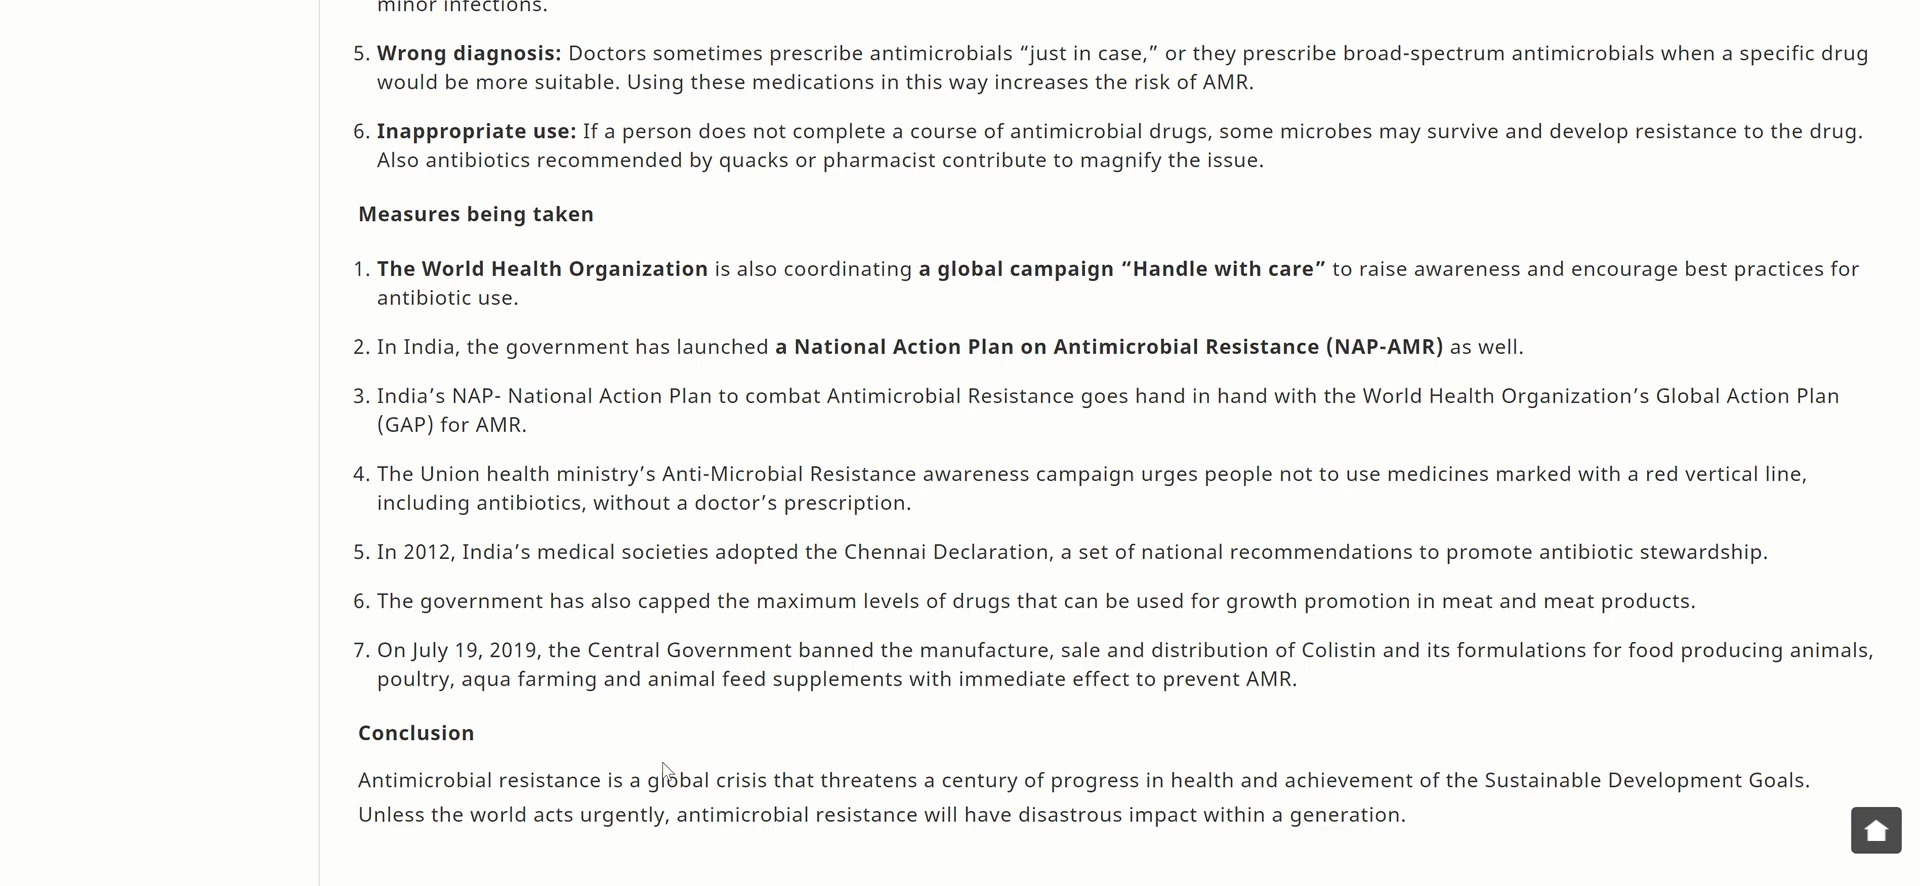 minor infections.
5. Wrong diagnosis: Doctors sometimes prescribe antimicrobials “just in case,” or they prescribe broad-spectrum antimicrobials when a specific drug
would be more suitable. Using these medications in this way increases the risk of AMR.
6. Inappropriate use: If a person does not complete a course of antimicrobial drugs, some microbes may survive and develop resistance to the drug.
Also antibiotics recommended by quacks or pharmacist contribute to magnify the issue.
Measures being taken
1. The World Health Organization is also coordinating a global campaign “Handle with care” to raise awareness and encourage best practices for
antibiotic use.
2. In India, the government has launched a National Action Plan on Antimicrobial Resistance (NAP-AMR) as well.
3. India’s NAP- National Action Plan to combat Antimicrobial Resistance goes hand in hand with the World Health Organization’s Global Action Plan
(GAP) for AMR.
4. The Union health ministry’s Anti-Microbial Resistance awareness campaign urges people not to use medicines marked with a red vertical line,
including antibiotics, without a doctor’s prescription.
5. In 2012, India’s medical societies adopted the Chennai Declaration, a set of national recommendations to promote antibiotic stewardship.
6. The government has also capped the maximum levels of drugs that can be used for growth promotion in meat and meat products.
7. On July 19, 2019, the Central Government banned the manufacture, sale and distribution of Colistin and its formulations for food producing animals,
poultry, aqua farming and animal feed supplements with immediate effect to prevent AMR.
Conclusion
Antimicrobial resistance is a global crisis that threatens a century of progress in health and achievement of the Sustainable Development Goals.
Unless the world acts urgently, antimicrobial resistance will have disastrous impact within a generation.